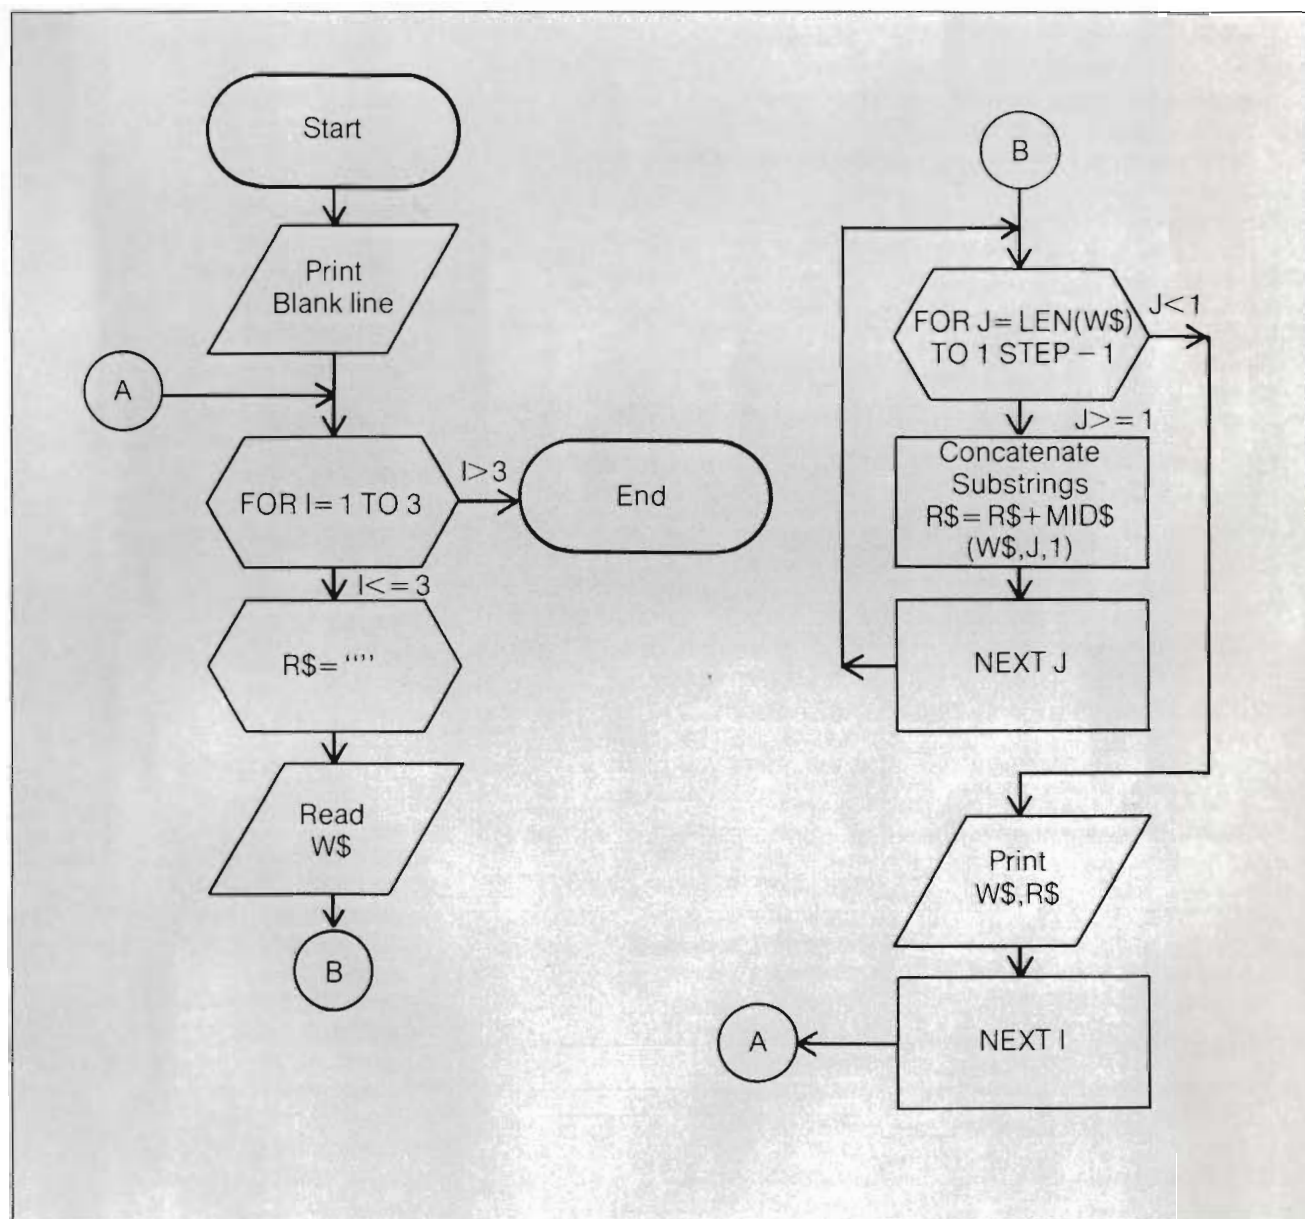 Start
Print
Blank line
A
FOR I=1 TO 3
I>3
End
I<=3
R$=“”
Read
W$
B
B
FOR J=LEN(W$)
TO 1 STEP –1
J<1
J>=1
Concatenate
Substrings
R$=R$+MID$
(W$,J,1)
NEXT J
Print
W$,R$
NEXT I
A